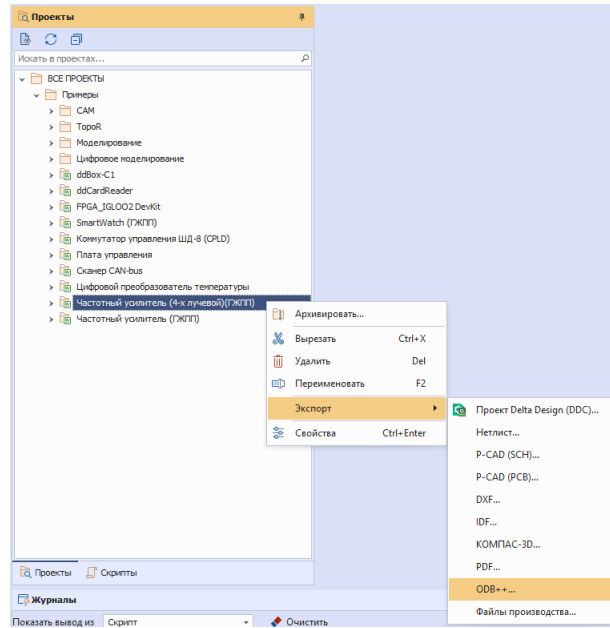 Проекты
Искать в проектах...
ВСЕ ПРОЕКТЫ
Примеры
CAM
TopoR
Моделирование
Цифровое моделирование
ddBox-C1
ddCardReader
FPGA_IGLOO2 DevKit
SmartWatch (ГЖПП)
Коммутатор управления ШД-8 (CPLD)
Плата управления
Сканер CAN-bus
Цифровой преобразователь температуры
Частотный усилитель (4-х лучевой)(ГЖПП)
Частотный усилитель (ГЖПП)
Архивировать...
Вырезать Ctrl+X
Удалить Del
Переименовать F2
Экспорт
Свойства Ctrl+Enter
Проект Delta Design (DDC)...
Нетлист...
P-CAD (SCH)...
P-CAD (PCB)...
DXF...
IDF...
КОМПАС-3D...
PDF...
ODB++...
Файлы производства...
Проекты Скрипты
Журналы
Показать вывод из Скрипт Очистить